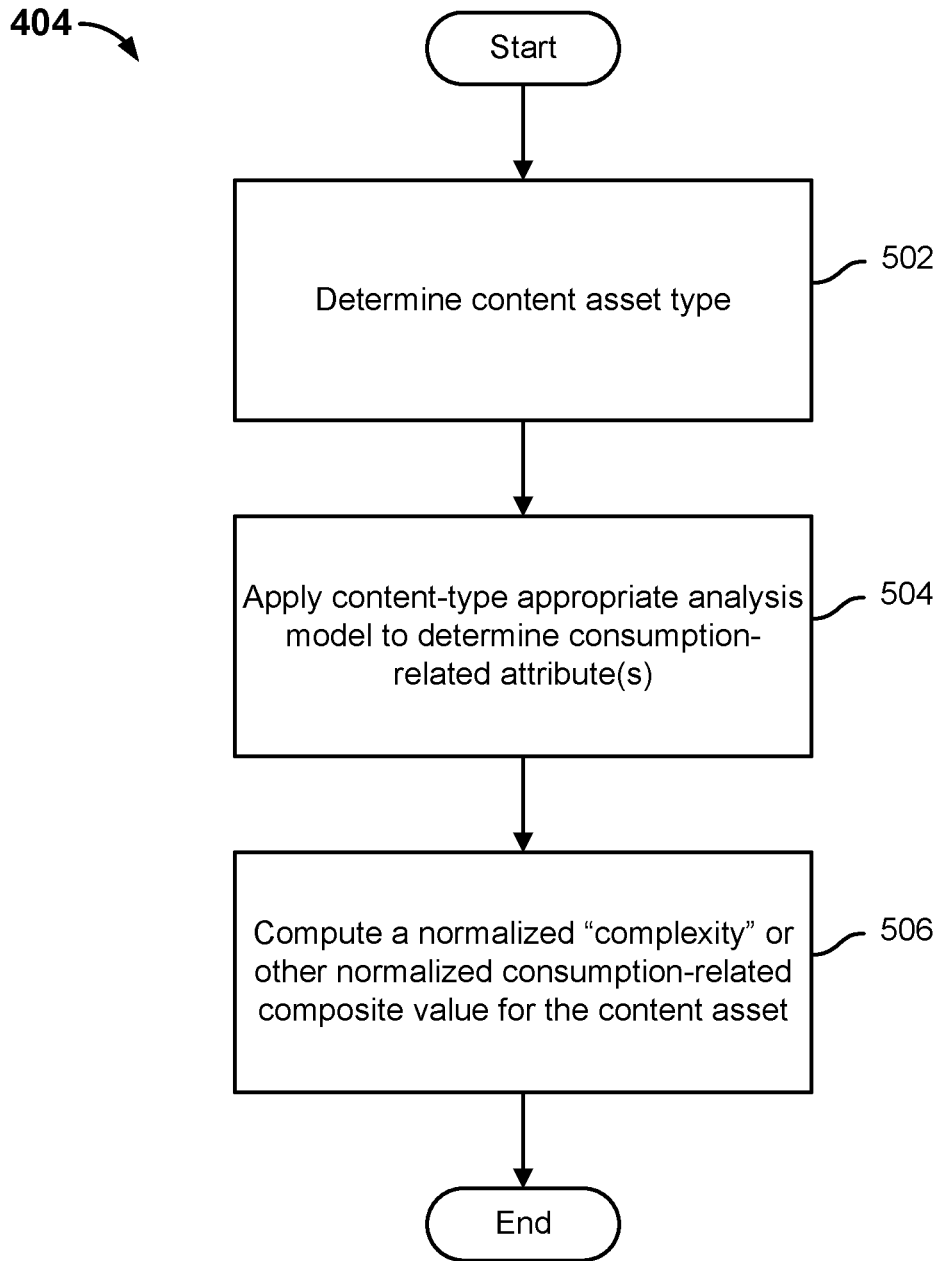 404
Start
Determine content asset type
502
Apply content-type appropriate analysis
model to determine consumption-
related attribute(s)
504
Compute a normalized “complexity” or
other normalized consumption-related
composite value for the content asset
506
End